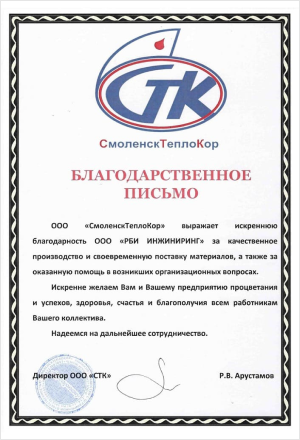 СТК
СмоленскТеплоКор
БЛАГОДАРСТВЕННОЕ
ПИСЬМО
ООО «СмоленскТеплоКор» выражает искреннюю
благодарность ООО «РБИ ИНЖИНИРИНГ» за качественное
производство и своевременную поставку материалов, а также за
оказанную помощь в возникших организационных вопросах.
Искренне желаем Вам и Вашему предприятию процветания
и успехов, здоровья, счастья и благополучия всем работникам
Вашего коллектива.
Надеемся на дальнейшее сотрудничество.
Директор ООО «СТК» Р.В. Арустамов